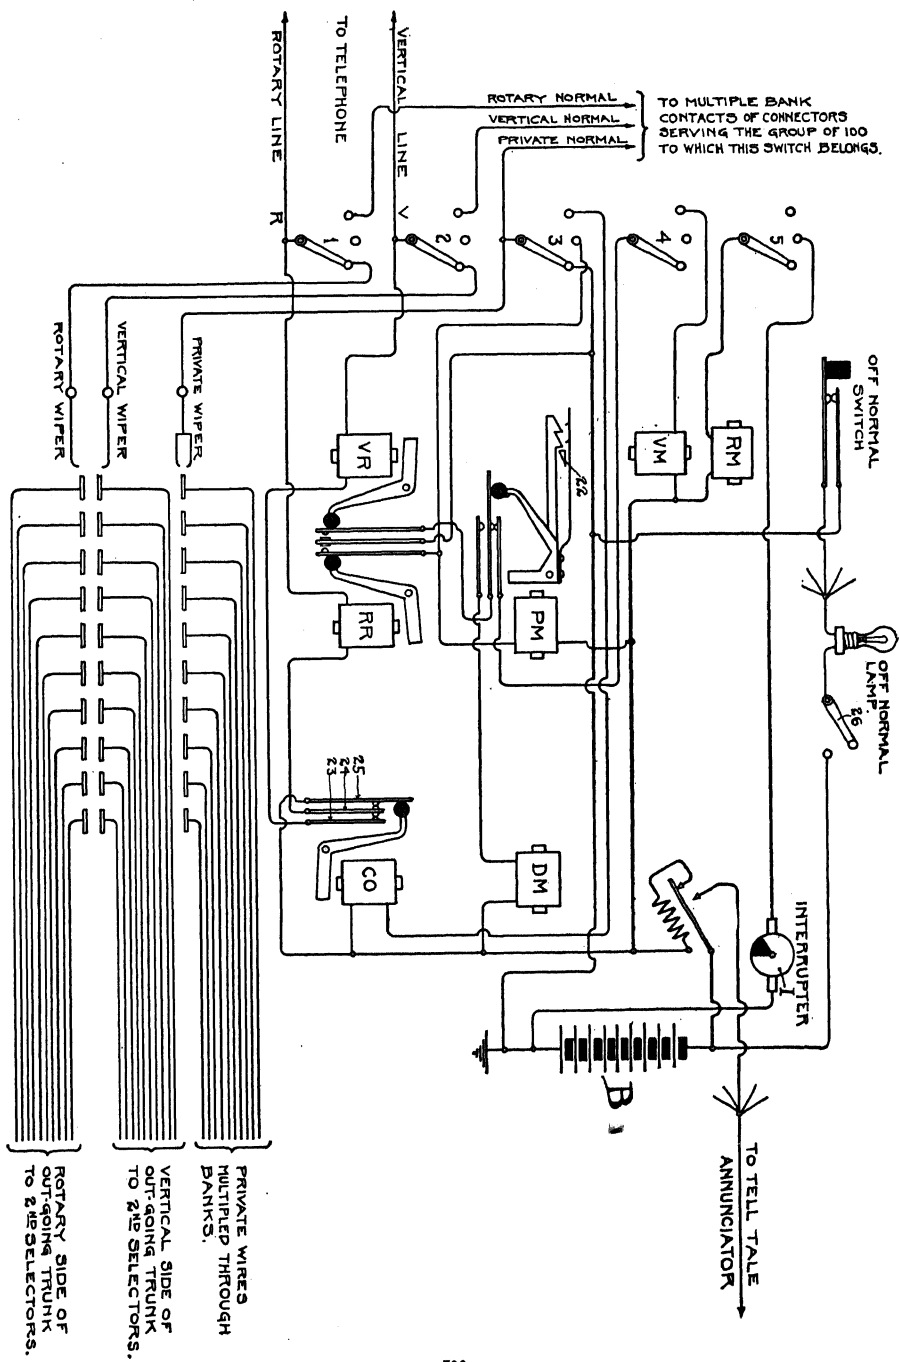 ROTARY NORMAL
VERTICAL NORMAL
PRIVATE NORMAL
TO MULTIPLE BANK
CONTACTS OF CONNECTORS
SERVING THE GROUP OF 100
TO WHICH THIS SWITCH BELONGS.
ROTARY LINE
R
TO TELEPHONE
VERTICAL LINE
V
1
2
3
4
5
OFF NORMAL
SWITCH
ROTARY WIPER
VERTICAL WIPER
PRIVATE WIPER
VR
22
VM
RM
RR
PM
OFF NORMAL
LAMP.
26
25
24
23
CO
DM
INTERRUPTER
I
B
TO TELL TALE
ANNUNCIATOR
PRIVATE WIRES
MULTIPLED THROUGH
BANKS.
VERTICAL SIDE OF
OUT-GOING TRUNK
TO 2ND SELECTORS.
ROTARY SIDE OF
OUT-GOING TRUNK
TO 2ND SELECTORS.